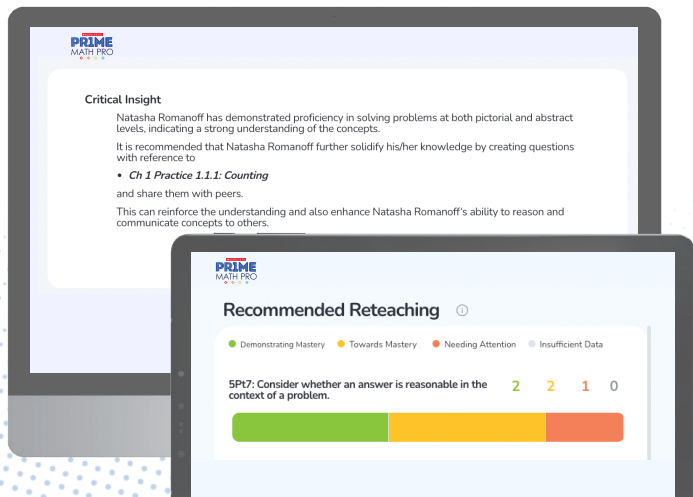 PR1ME
MATH PRO
Critical Insight
Natasha Romanoff has demonstrated proficiency in solving problems at both pictorial and abstract
levels, indicating a strong understanding of the concepts.
It is recommended that Natasha Romanoff further solidify his/her knowledge by creating questions
with reference to
• Ch 1 Practice 1.1.1: Counting
and share them with peers.
This can reinforce the understanding and also enhance Natasha Romanoff's ability to reason and
communicate concepts to others.
PR1ME
MATH PRO
Recommended Reteaching
Demonstrating Mastery Towards Mastery Needing Attention Insufficient Data
5Pt7: Consider whether an answer is reasonable in the 2 2 1 0
context of a problem.